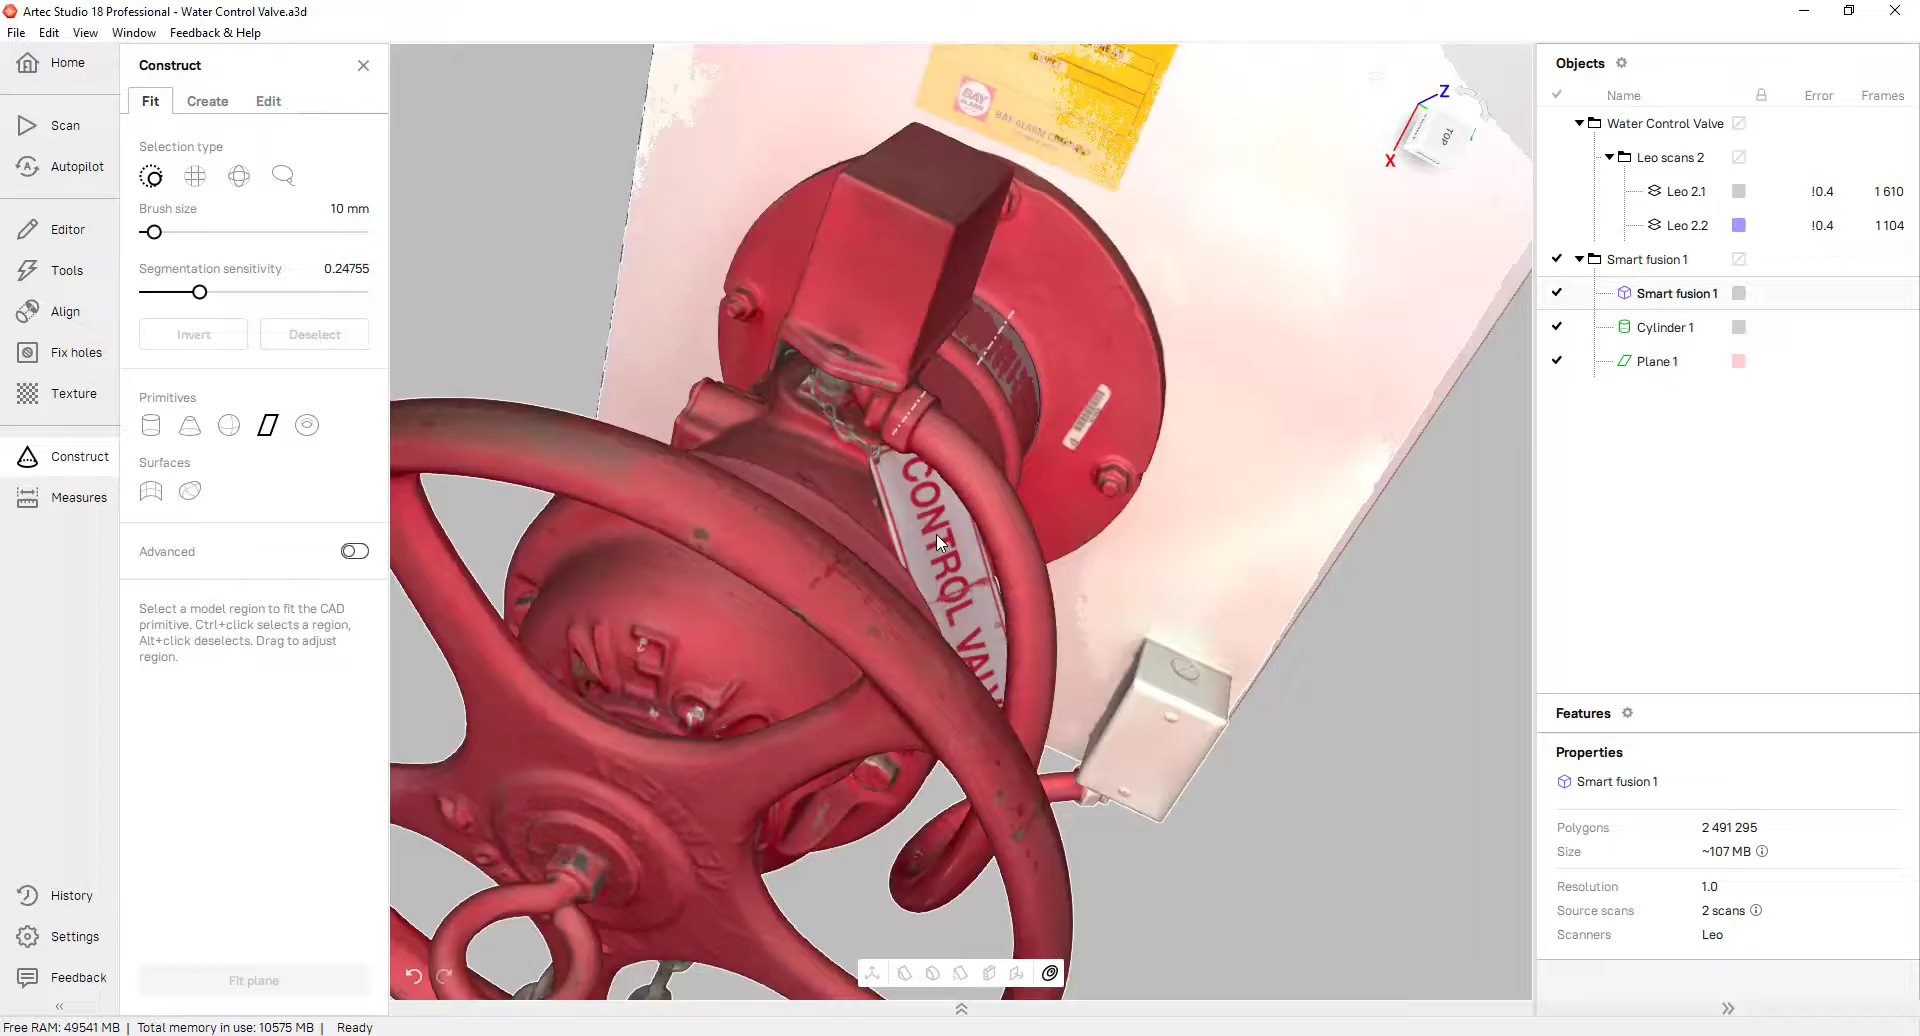 Artec Studio 18 Professional - Water Control Valve.a3d
File Edit View Window Feedback & Help
Home
Scan
Autopilot
Editor
Tools
Align
Fix holes
Texture
Construct
Measures
History
Settings
Feedback
Construct
Fit Create Edit
Selection type
Brush size 10 mm
Segmentation sensitivity 0.24755
Invert Deselect
Primitives
Surfaces
Advanced
Select a model region to fit the CAD
primitive. Ctrl+click selects a region,
Alt+click deselects. Drag to adjust
region.
Fit plane
BAY
ALARM
BAY ALARM COMPANY
CONTROL VALV
Z
X
TOP
Objects
Name Error Frames
Water Control Valve
Leo scans 2
Leo 2.1 !0.4 1 610
Leo 2.2 !0.4 1 104
Smart fusion 1
Smart fusion 1
Cylinder 1
Plane 1
Features
Properties
Smart fusion 1
Polygons 2 491 295
Size ~107 MB
Resolution 1.0
Source scans 2 scans
Scanners Leo
Free RAM: 49541 MB | Total memory in use: 10575 MB | Ready